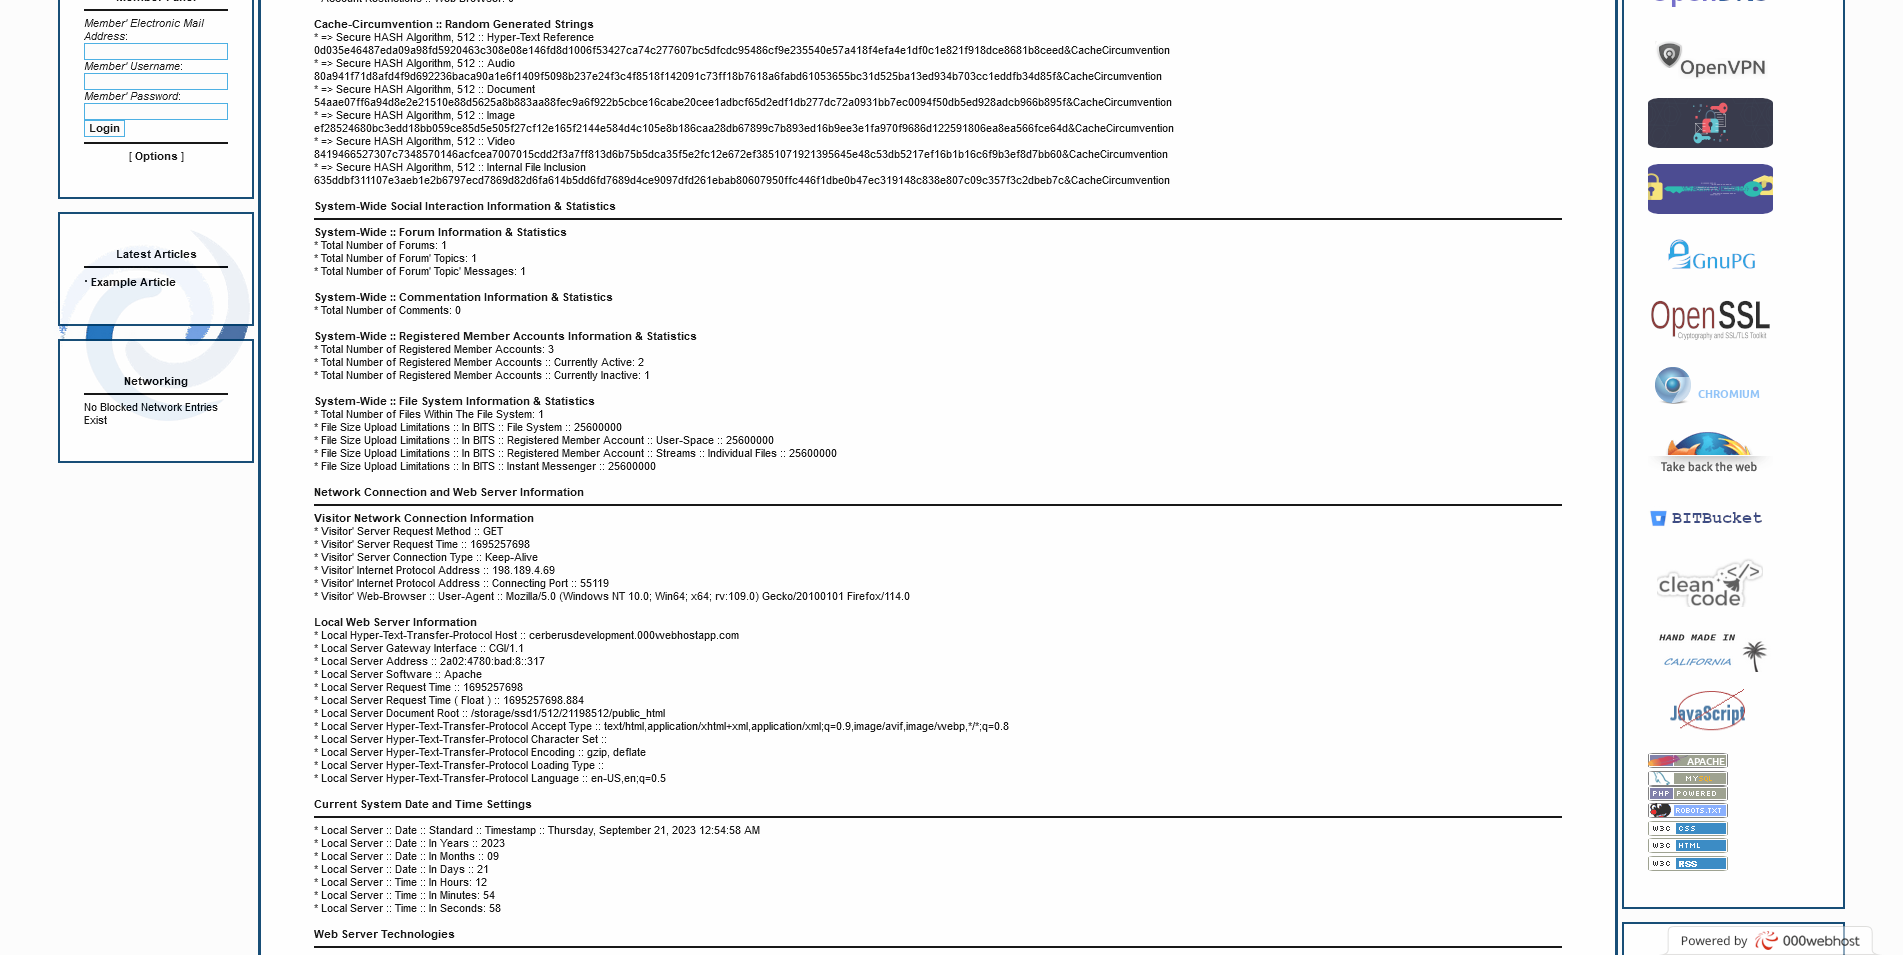 Member' Electronic Mail
Address:
Member' Username:
Member' Password:
Login
[ Options ]
Latest Articles
· Example Article
Networking
No Blocked Network Entries
Exist
Cache-Circumvention :: Random Generated Strings
* => Secure HASH Algorithm, 512 :: Hyper-Text Reference
0d035e46487eda09a98fd5920463c308e08e146fd8d1006f53427ca74c277607bc5dfcdc95486cf9e235540e57a418f4efa4e1df0c1e821f918dce8681b8ceed&CacheCircumvention
* => Secure HASH Algorithm, 512 :: Audio
80a941f71d8afd4f9d692236baca90a1e6f1409f5098b237e24f3c4f8518f142091c73ff18b7618a6fabd61053655bc31d525ba13ed934b703cc1eddfb34d85f&CacheCircumvention
* => Secure HASH Algorithm, 512 :: Document
54aae07ff6a94d8e2e21510e88d5625a8b883aa88fec9a6f922b5cbce16cabe20cee1adbcf65d2edf1db277dc72a0931bb7ec0094f50db5ed928adcb966b895f&CacheCircumvention
* => Secure HASH Algorithm, 512 :: Image
ef28524680bc3edd18bb059ce85d5e505f27cf12e165f2144e584d4c105e8b186caa28db67899c7b893ed16b9ee3e1fa970f9686d122591806ea8ea566fce64d&CacheCircumvention
* => Secure HASH Algorithm, 512 :: Video
8419466527307c7348570146acfcea7007015cdd2f3a7ff813d6b75b5dca35f5e2fc12e672ef3851071921395645e48c53db5217ef16b1b16c6f9b3ef8d7bb60&CacheCircumvention
* => Secure HASH Algorithm, 512 :: Internal File Inclusion
635ddbf311107e3aeb1e2b6797ecd7869d82d6fa614b5dd6fd7689d4ce9097dfd261ebab80607950ffc446f1dbe0b47ec319148c838e807c09c357f3c2dbeb7c&CacheCircumvention
System-Wide Social Interaction Information & Statistics
System-Wide :: Forum Information & Statistics
* Total Number of Forums: 1
* Total Number of Forum' Topics: 1
* Total Number of Forum' Topic' Messages: 1
System-Wide :: Commentation Information & Statistics
* Total Number of Comments: 0
System-Wide :: Registered Member Accounts Information & Statistics
* Total Number of Registered Member Accounts: 3
* Total Number of Registered Member Accounts :: Currently Active: 2
* Total Number of Registered Member Accounts :: Currently Inactive: 1
System-Wide :: File System Information & Statistics
* Total Number of Files Within The File System: 1
* File Size Upload Limitations :: In BITS :: File System :: 25600000
* File Size Upload Limitations :: In BITS :: Registered Member Account :: User-Space :: 25600000
* File Size Upload Limitations :: In BITS :: Registered Member Account :: Streams :: Individual Files :: 25600000
* File Size Upload Limitations :: In BITS :: Instant Messenger :: 25600000
Network Connection and Web Server Information
Visitor Network Connection Information
* Visitor' Server Request Method :: GET
* Visitor' Server Request Time :: 1695257698
* Visitor' Server Connection Type :: Keep-Alive
* Visitor' Internet Protocol Address :: 198.189.4.69
* Visitor' Internet Protocol Address :: Connecting Port :: 55119
* Visitor' Web-Browser :: User-Agent :: Mozilla/5.0 (Windows NT 10.0; Win64; x64; rv:109.0) Gecko/20100101 Firefox/114.0
Local Web Server Information
* Local Hyper-Text-Transfer-Protocol Host :: cerberusdevelopment.000webhostapp.com
* Local Server Gateway Interface :: CGI/1.1
* Local Server Address :: 2a02:4780:bad:8::317
* Local Server Software :: Apache
* Local Server Request Time :: 1695257698
* Local Server Request Time ( Float ) :: 1695257698.884
* Local Server Document Root :: /storage/ssd1/512/21198512/public_html
* Local Server Hyper-Text-Transfer-Protocol Accept Type :: text/html,application/xhtml+xml,application/xml;q=0.9,image/avif,image/webp,*/*;q=0.8
* Local Server Hyper-Text-Transfer-Protocol Character Set ::
* Local Server Hyper-Text-Transfer-Protocol Encoding :: gzip, deflate
* Local Server Hyper-Text-Transfer-Protocol Loading Type ::
* Local Server Hyper-Text-Transfer-Protocol Language :: en-US,en;q=0.5
Current System Date and Time Settings
* Local Server :: Date :: Standard :: Timestamp :: Thursday, September 21, 2023 12:54:58 AM
* Local Server :: Date :: In Years :: 2023
* Local Server :: Date :: In Months :: 09
* Local Server :: Date :: In Days :: 21
* Local Server :: Time :: In Hours: 12
* Local Server :: Time :: In Minutes: 54
* Local Server :: Time :: In Seconds: 58
Web Server Technologies
OpenVPN
GnuPG
OpenSSL
Cryptography and SSL/TLS Toolkit
CHROMIUM
Take back the web
BITBucket
clean </>
code
HAND MADE IN
CALIFORNIA
JavaScript
APACHE
MYSQL
PHP POWERED
ROBOTS.TXT
W3C CSS
W3C HTML
W3C RSS
Powered by 000webhost